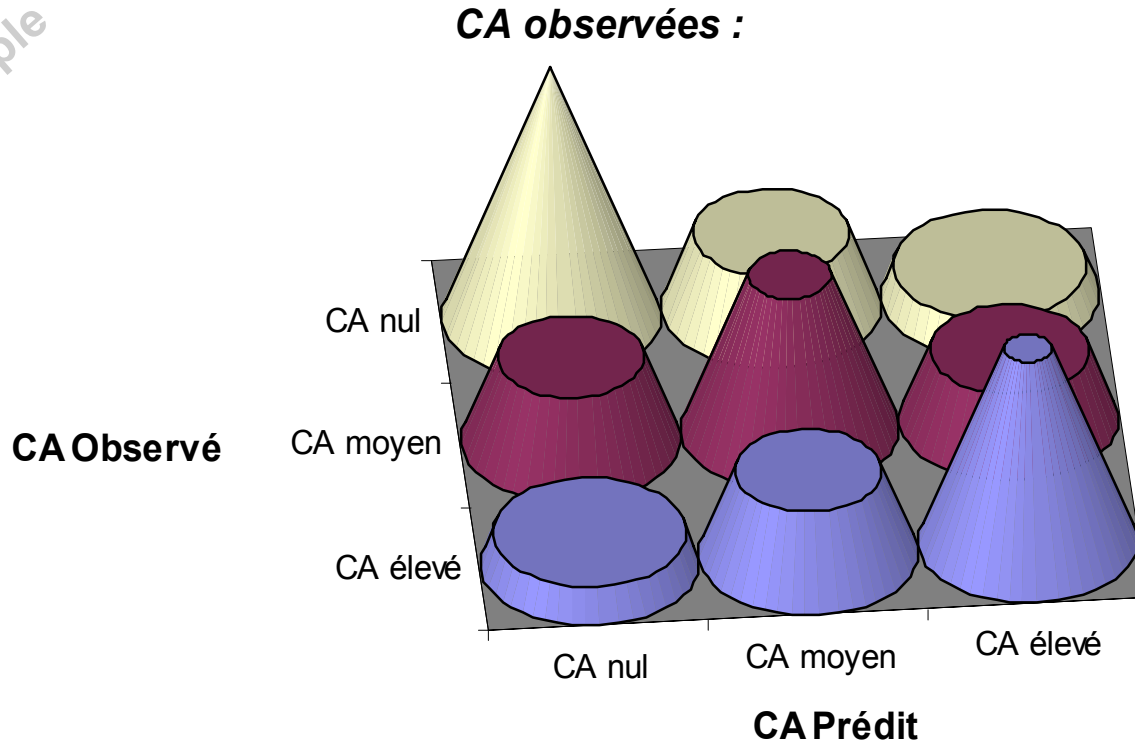 CA observées :
CA nul
CA moyen
CA Observé
CA élevé
CA nul
CA moyen
CA élevé
CA Prédit